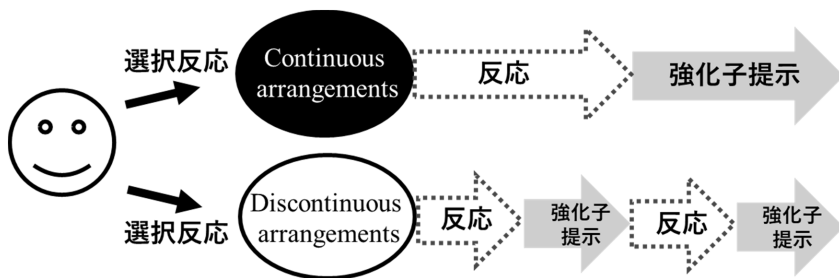 選択反応
Continuous
arrangements
反応
強化子提示
選択反応
Discontinuous
arrangements
反応
強化子
提示
反応
強化子
提示